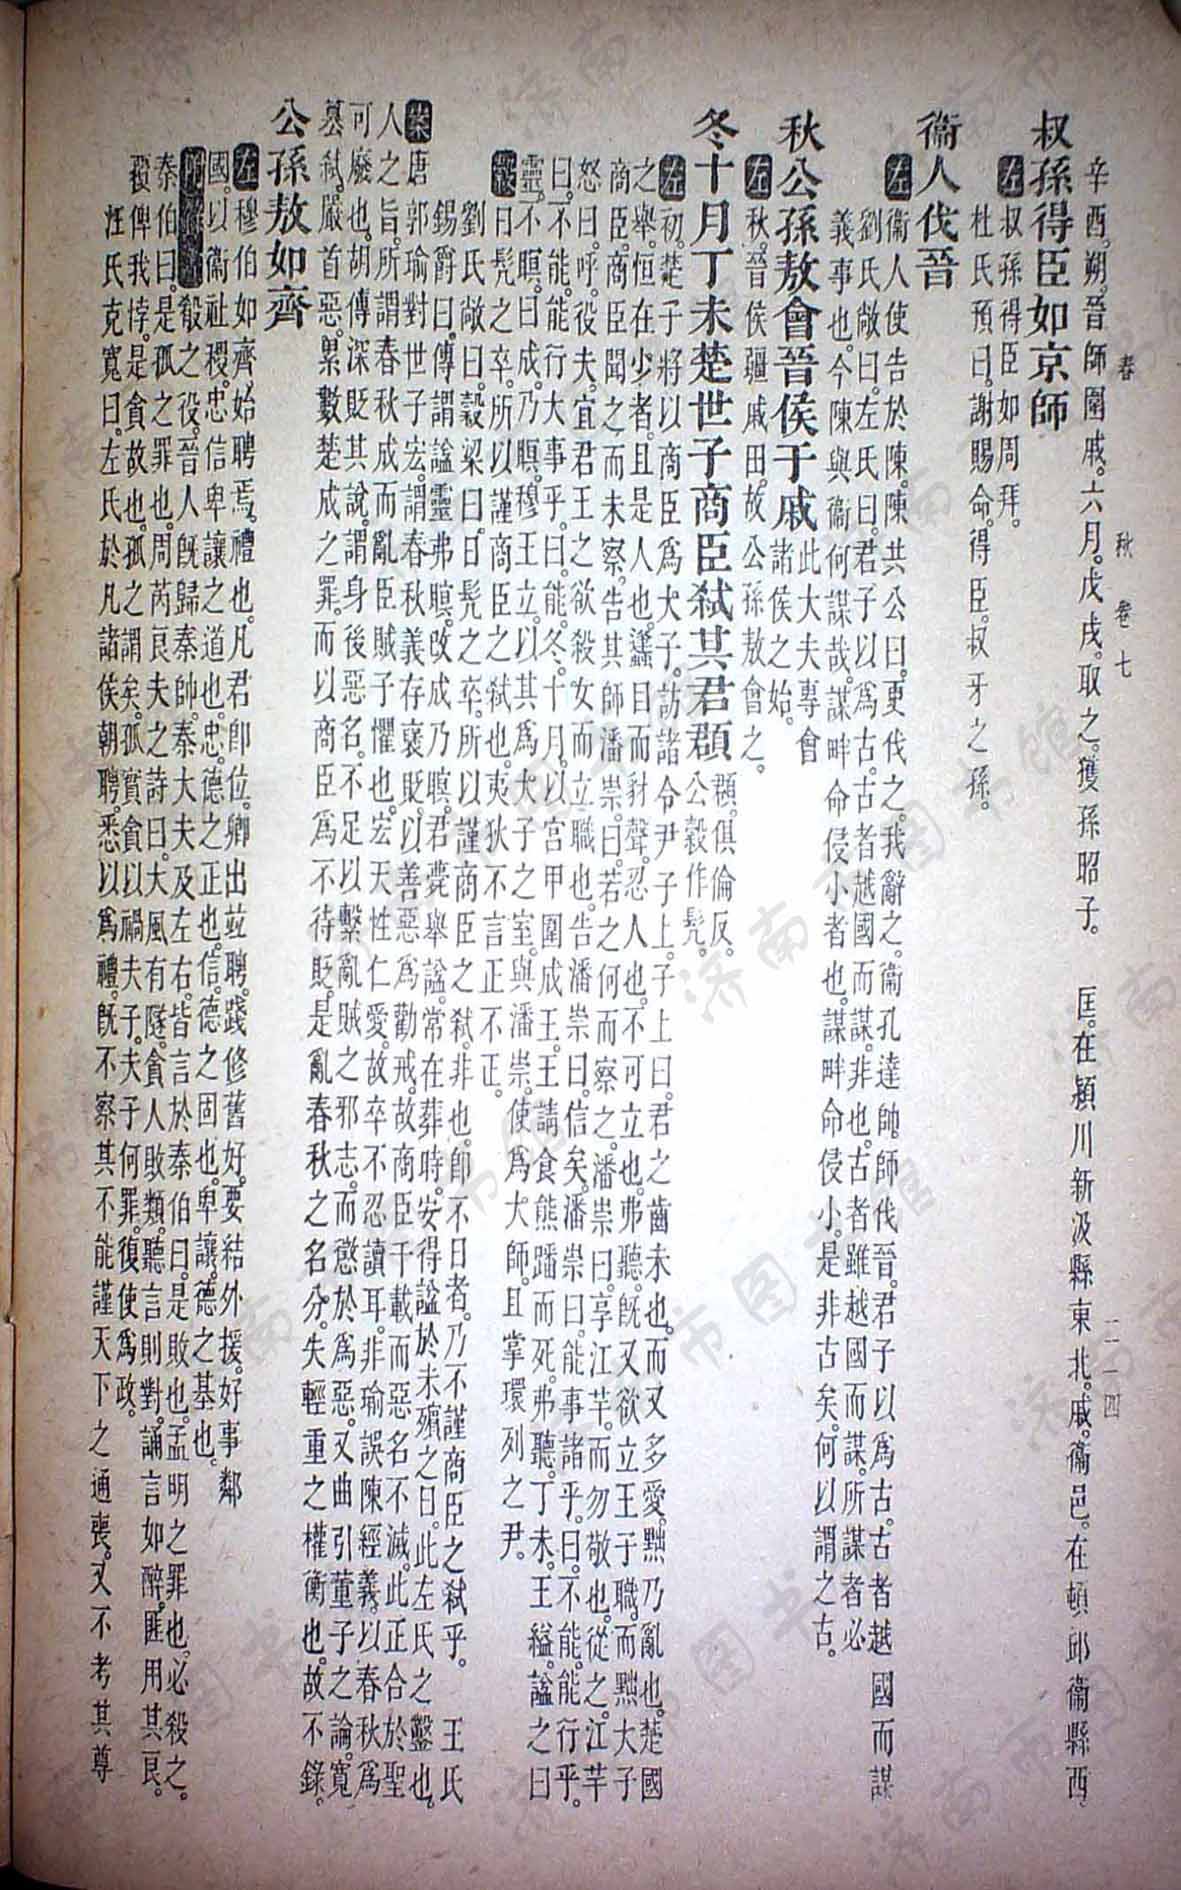 春　秋　卷七　二一四
辛酉。朔。晉師圍戚。六月。戊戌。取之。獲孫昭子。　匡。在潁川新汲縣東北。戚。衞邑。在頓邱衞縣西。
叔孫得臣如京師
左叔孫得臣如周拜。
杜氏預曰。謝賜命。得臣。叔牙之孫。
衞人伐晉
左衞人使告於陳。陳共公曰。更伐之。我辭之。衞孔達帥師伐晉。君子以爲古。古者越國而謀。
劉氏敞曰。左氏曰。君子以爲古。古者越國而謀。非也。古者雖越國而謀。所謀者必
義事也。今陳與衞何謀哉。謀畔命侵小者也。謀畔命侵小。是非古矣。何以謂之古。
秋公孫敖會晉侯于戚此大夫專會諸侯之始。
左秋。晉侯疆戚田。故公孫敖會之。
冬十月丁未楚世子商臣弒其君頵頵。俱倫反。公穀作髡。
左初。楚子將以商臣爲大子。訪諸令尹子上。子上曰。君之齒未也。而又多愛。黜乃亂也。楚國
之舉。恒在少者。且是人也。蠭目而豺聲。忍人也。不可立也。弗聽。旣又欲立王子職。而黜大子
商臣。商臣聞之而未察。告其師潘崇。曰。若之何而察之。潘崇曰。享江芊。而勿敬也。從之。江芊
怒曰。呼。役夫。宜君王之欲殺女而立職也。告潘崇曰。信矣。潘崇曰。能事諸乎。曰。不能。能行乎。
曰。不能。能行大事乎。曰。能。冬。十月。以宮甲圍成王。王請食熊蹯而死。弗聽。丁未。王縊。謚之曰
靈。不瞑。曰成。乃瞑。穆王立。以其爲大子之室。與潘崇。使爲大師。且掌環列之尹。
穀日髡之卒。所以謹商臣之弒也。夷狄不言正不正。
劉氏敞曰。穀梁曰。日髡之卒。所以謹商臣之弒。非也。卽不日者。乃不謹商臣之弒乎。　王氏
錫爵曰。傳謂謚靈弗瞑。改成乃瞑。君薨舉謚。常在葬時。安得謚於未殯之日。此左氏之鑿也。
案唐郭瑜對世子宏。謂春秋義存襃貶。以善惡爲勸戒。故商臣千載而惡名不滅。此正合於聖
人之旨。所謂春秋成而亂臣賊子懼也。宏天性仁愛。故卒不忍讀耳。非瑜誤陳經義。以春秋爲
可廢也。胡傳深貶其說。謂身後惡名。不足以繫亂賊之邪志。而懲於爲惡。又曲引董子之論。寬
墓弒。嚴首惡。累數楚成之罪。而以商臣爲不待貶。是亂春秋之名分。失輕重之權衡也。故不錄。
公孫敖如齊
左穆伯如齊。始聘焉。禮也。凡君卽位。卿出竝聘。踐修舊好。要結外援。好事鄰
國。以衞社稷。忠信卑讓之道也。忠。德之正也。信。德之固也。卑讓。德之基也。
殽之役。晉人旣歸秦帥。秦大夫及左右。皆言於秦伯曰。是敗也。孟明之罪也。必殺之。
秦伯曰。是孤之罪也。周芮良夫之詩曰。大風有隧。貪人敗類。聽言則對。誦言如醉。匪用其良。
覆俾我悖。是貪故也。孤之謂矣。孤實貪以禍夫子。夫子何罪。復使爲政。
汪氏克寬曰。左氏於凡諸侯朝聘。悉以爲禮。旣不察其不能謹天下之通喪。又不考其尊